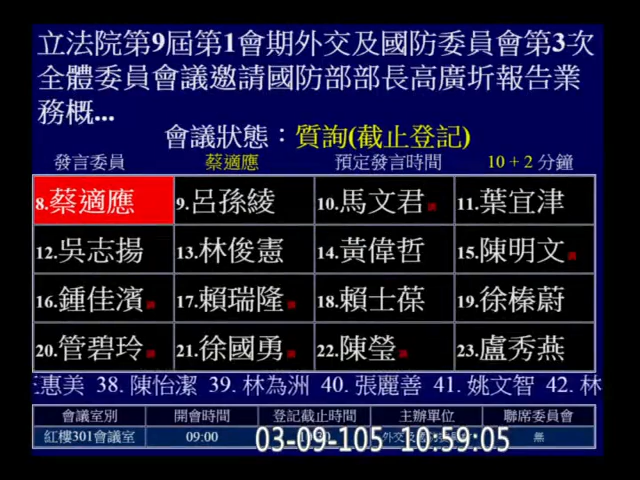 立法院第9屆第1會期外交及國防委員會第3次
全體委員會議邀請國防部部長高廣圻報告業
務概...
會議狀態：質詢(截止登記)
發言委員 蔡適應 預定發言時間 10 + 2 分鐘
8.蔡適應 9.呂孫綾 10.馬文君 11.葉宜津
12.吳志揚 13.林俊憲 14.黃偉哲 15.陳明文
16.鍾佳濱 17.賴瑞隆 18.賴士葆 19.徐榛蔚
20.管碧玲 21.徐國勇 22.陳瑩 23.盧秀燕
惠美 38. 陳怡潔 39. 林為洲 40. 張麗善 41. 姚文智 42. 林
會議室別 開會時間 登記截止時間 主辦單位 聯席委員會
紅樓301會議室 09:00 無
03-09-105 10:59:05